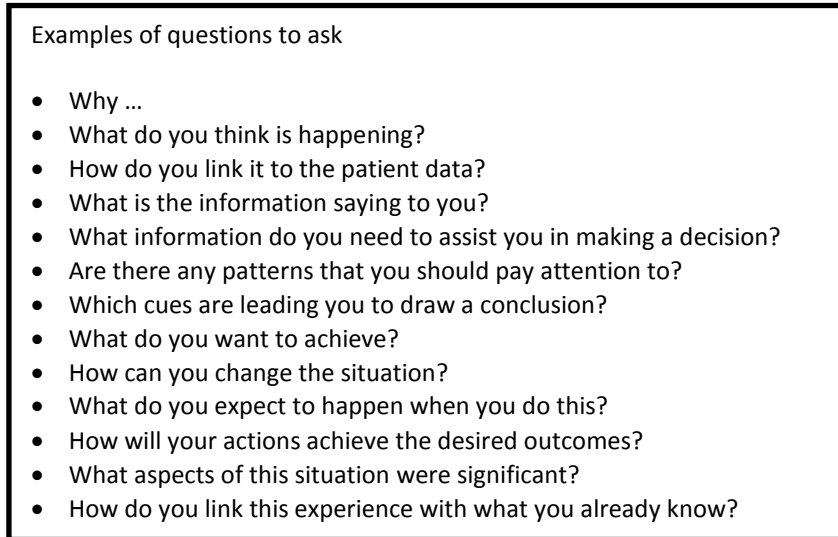 Examples of questions to ask
• Why …
• What do you think is happening?
• How do you link it to the patient data?
• What is the information saying to you?
• What information do you need to assist you in making a decision?
• Are there any patterns that you should pay attention to?
• Which cues are leading you to draw a conclusion?
• What do you want to achieve?
• How can you change the situation?
• What do you expect to happen when you do this?
• How will your actions achieve the desired outcomes?
• What aspects of this situation were significant?
• How do you link this experience with what you already know?